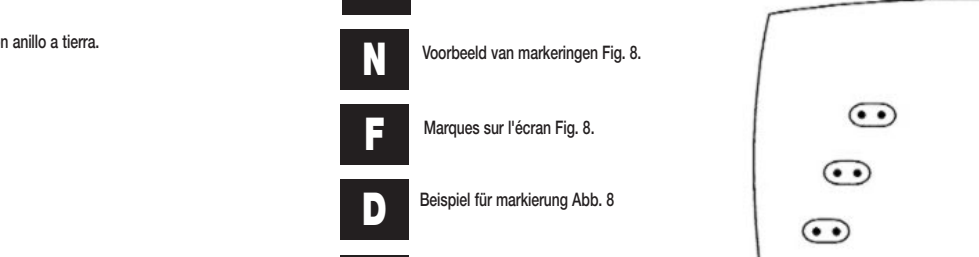 n anillo a tierra.
N
Voorbeeld van markeringen Fig. 8.
F
Marques sur l'écran Fig. 8.
D
Beispiel für markierung Abb. 8